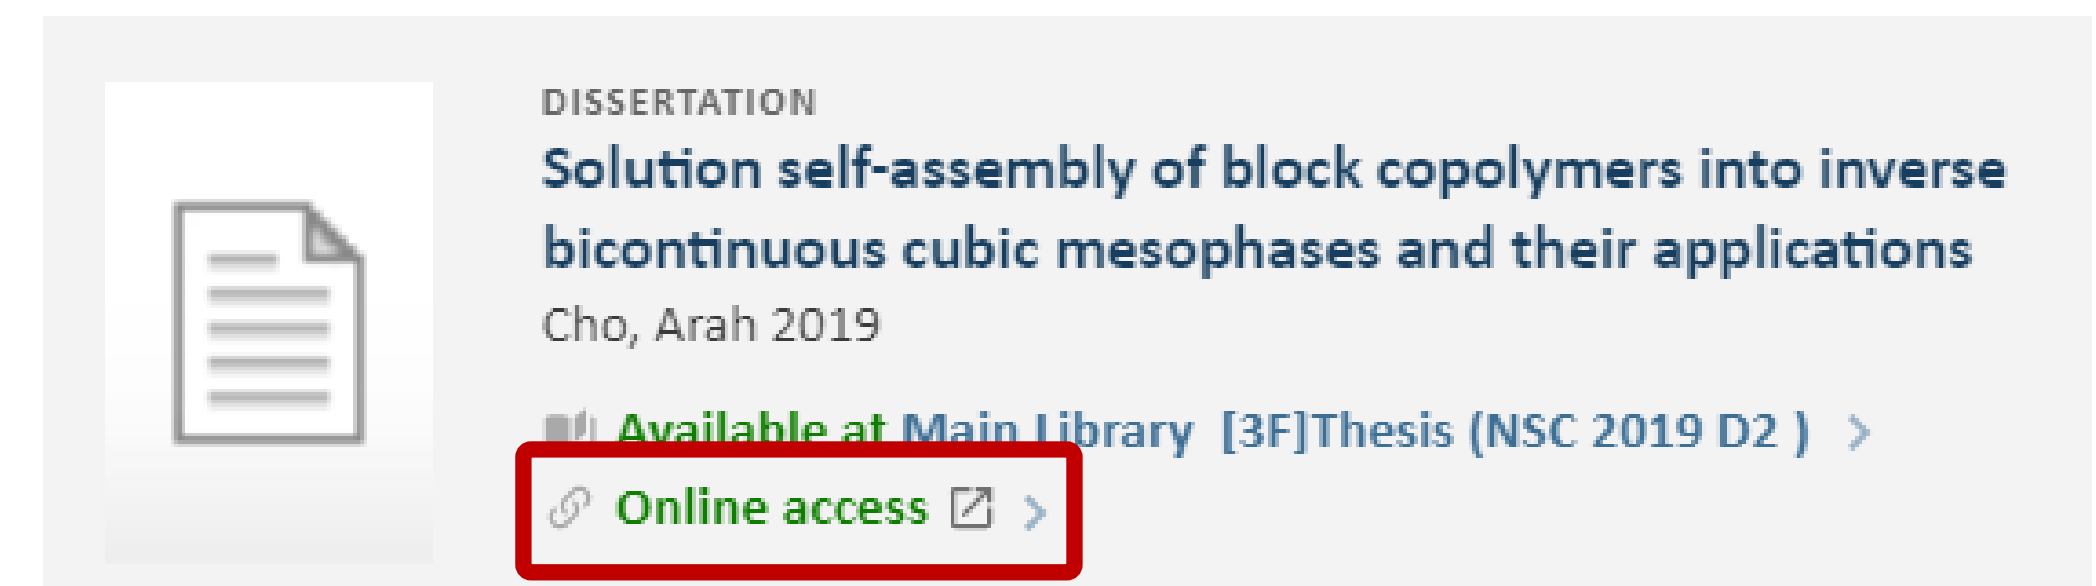 DISSERTATION
Solution self-assembly of block copolymers into inverse
bicontinuous cubic mesophases and their applications
Cho, Arah 2019
Available at Main Library [3F]Thesis (NSC 2019 D2 )
Online access